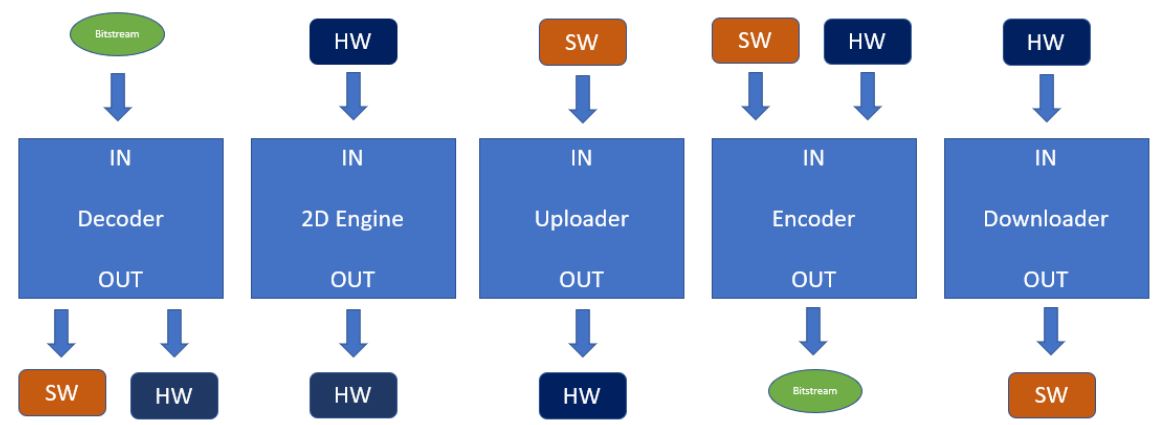 Bitstream
HW
SW
SW
HW
HW
IN
Decoder
OUT
IN
2D Engine
OUT
IN
Uploader
OUT
IN
Encoder
OUT
IN
Downloader
OUT
SW
HW
HW
HW
Bitstream
SW